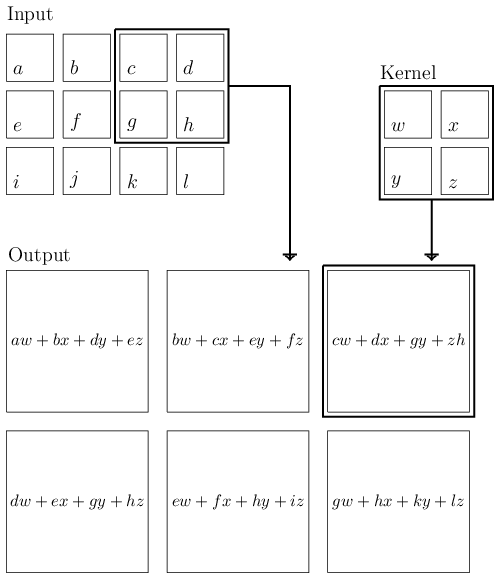 Input
a b c d
Kernel
e f g h
w x
i j k l
y z
Output
aw + bx + dy + ez
bw + cx + ey + fz
cw + dx + gy + zh
dw + ex + gy + hz
ew + fx + hy + iz
gw + hx + ky + lz